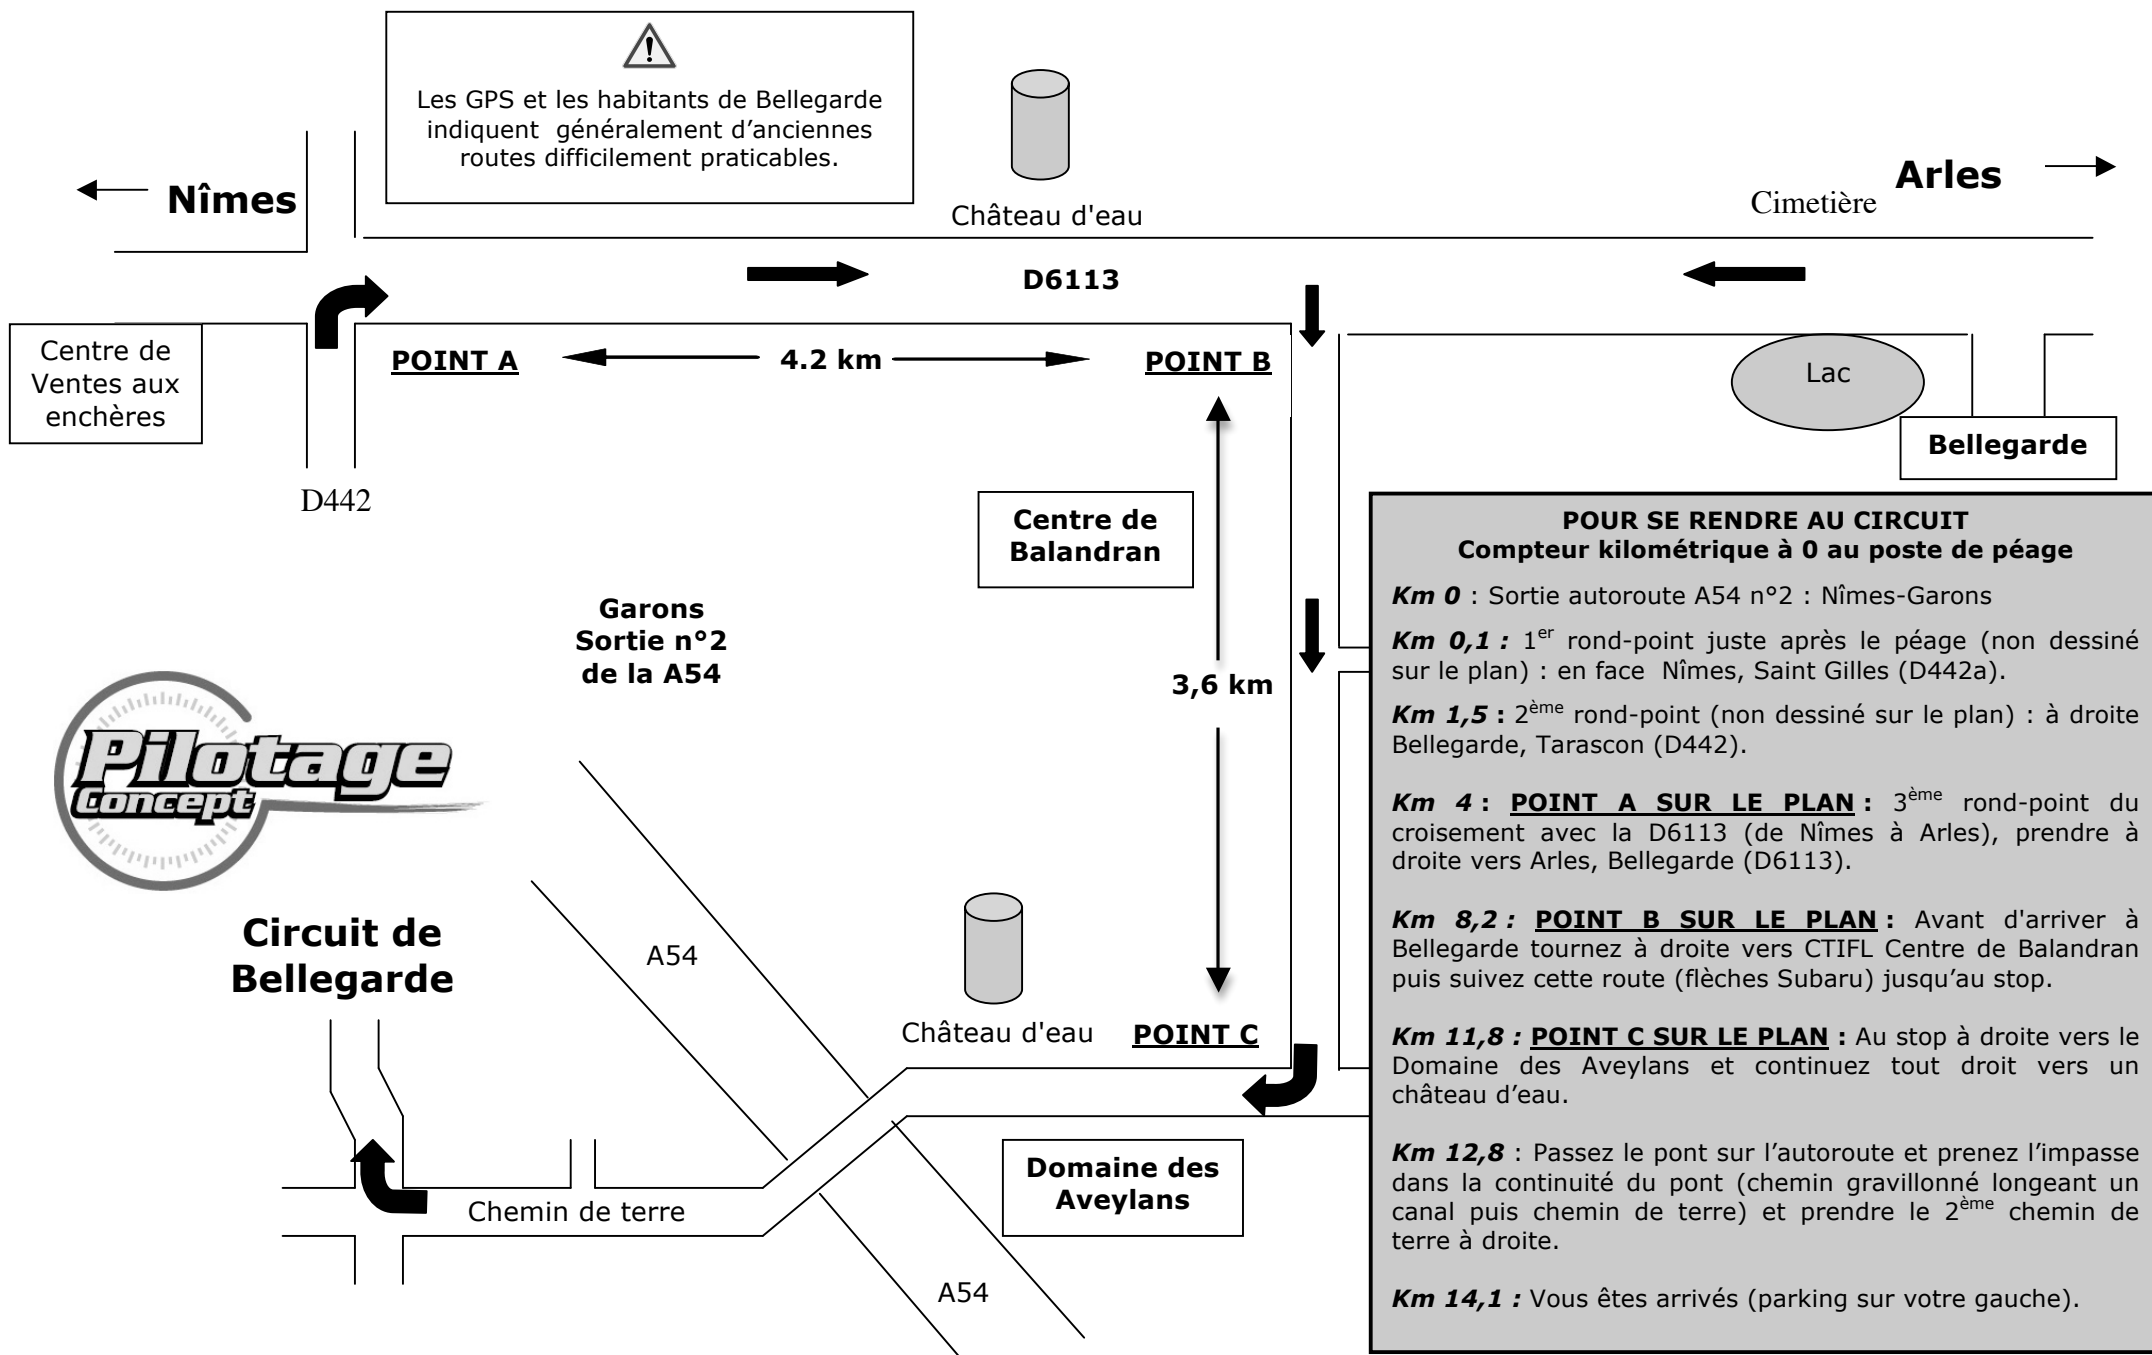 Les GPS et les habitants de Bellegarde
indiquent généralement d’anciennes
routes difficilement praticables.
Nîmes
Château d'eau
Cimetière
Arles
D6113
Centre de
Ventes aux
enchères
POINT A
4.2 km
POINT B
Lac
Bellegarde
D442
Centre de
Balandran
Garons
Sortie n°2
de la A54
3,6 km
Pilotage
Concept
Circuit de
Bellegarde
A54
Château d'eau
POINT C
Chemin de terre
Domaine des
Aveylans
A54
POUR SE RENDRE AU CIRCUIT
Compteur kilométrique à 0 au poste de péage
Km 0 : Sortie autoroute A54 n°2 : Nîmes-Garons
Km 0,1 : 1er rond-point juste après le péage (non dessiné
sur le plan) : en face Nîmes, Saint Gilles (D442a).
Km 1,5 : 2ème rond-point (non dessiné sur le plan) : à droite
Bellegarde, Tarascon (D442).
Km 4 : POINT A SUR LE PLAN : 3ème rond-point du
croisement avec la D6113 (de Nîmes à Arles), prendre à
droite vers Arles, Bellegarde (D6113).
Km 8,2 : POINT B SUR LE PLAN : Avant d'arriver à
Bellegarde tournez à droite vers CTIFL Centre de Balandran
puis suivez cette route (flèches Subaru) jusqu’au stop.
Km 11,8 : POINT C SUR LE PLAN : Au stop à droite vers le
Domaine des Aveylans et continuez tout droit vers un
château d’eau.
Km 12,8 : Passez le pont sur l’autoroute et prenez l’impasse
dans la continuité du pont (chemin gravillonné longeant un
canal puis chemin de terre) et prendre le 2ème chemin de
terre à droite.
Km 14,1 : Vous êtes arrivés (parking sur votre gauche).